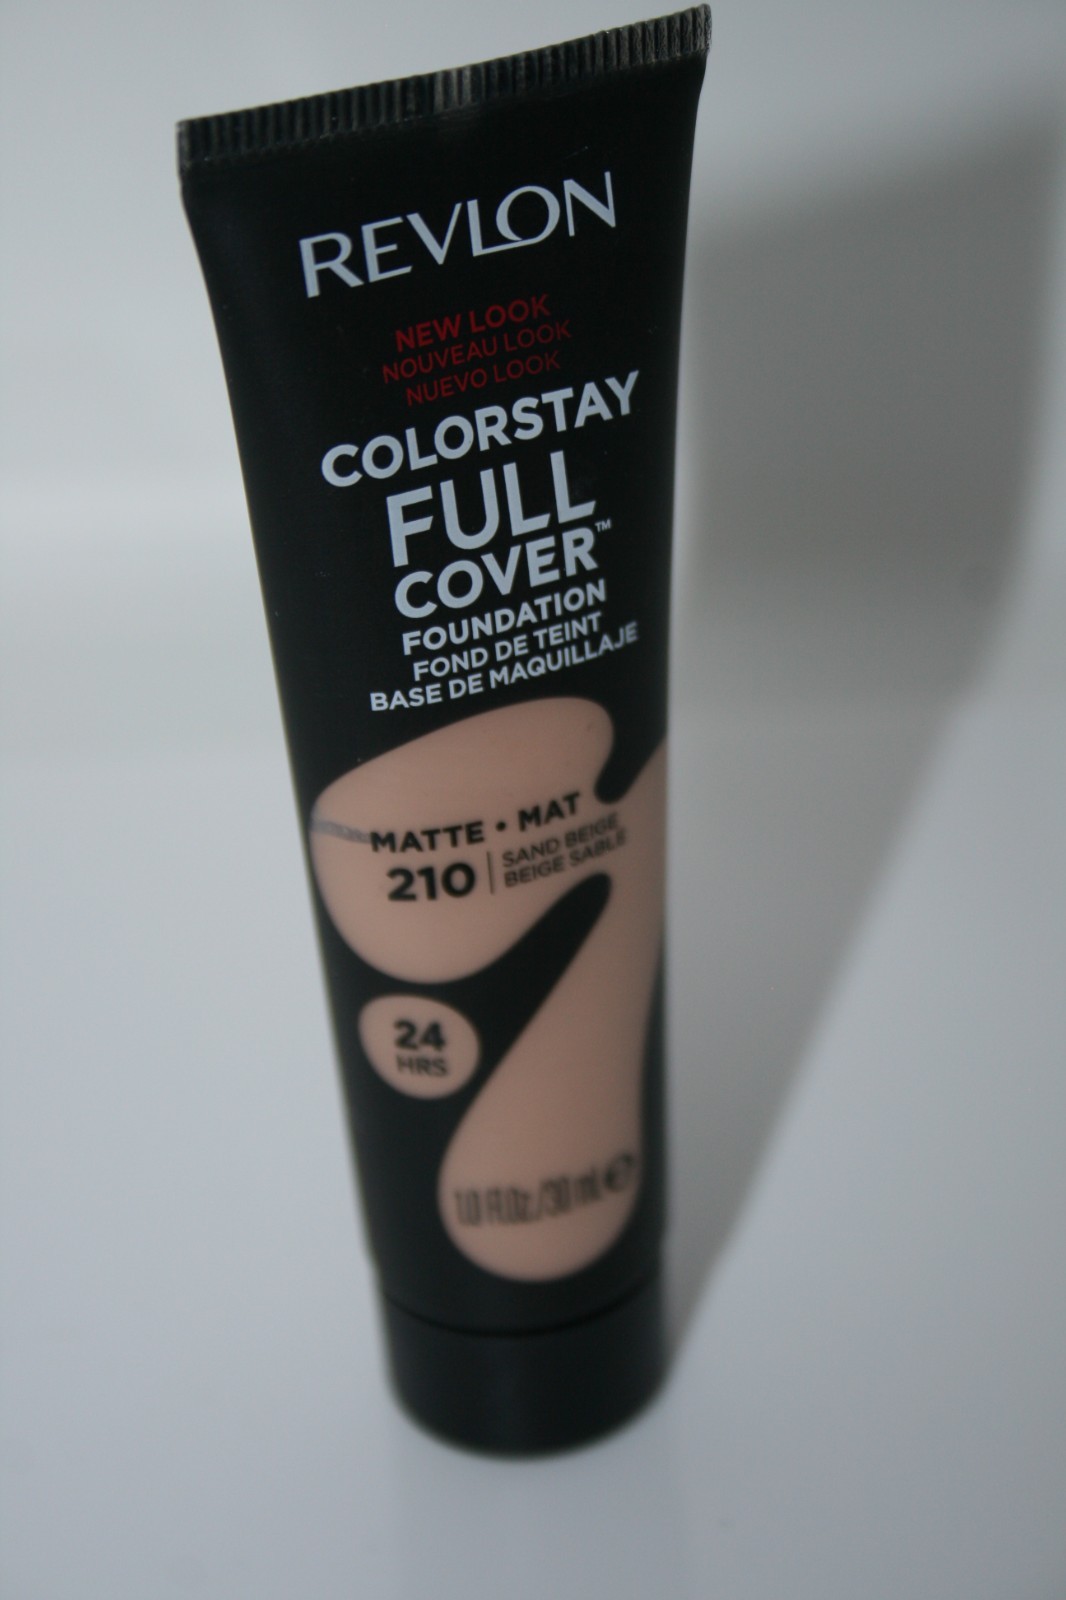 REVLON
NEW LOOK
NOUVEAU LOOK
NUEVO LOOK
COLORSTAY
FULL
COVER™
FOUNDATION
FOND DE TEINT
BASE DE MAQUILLAJE
MATTE • MAT
210 | SAND BEIGE
BEIGE SABLE
24
HRS
1.0 Fl.Oz./30 mL ℮